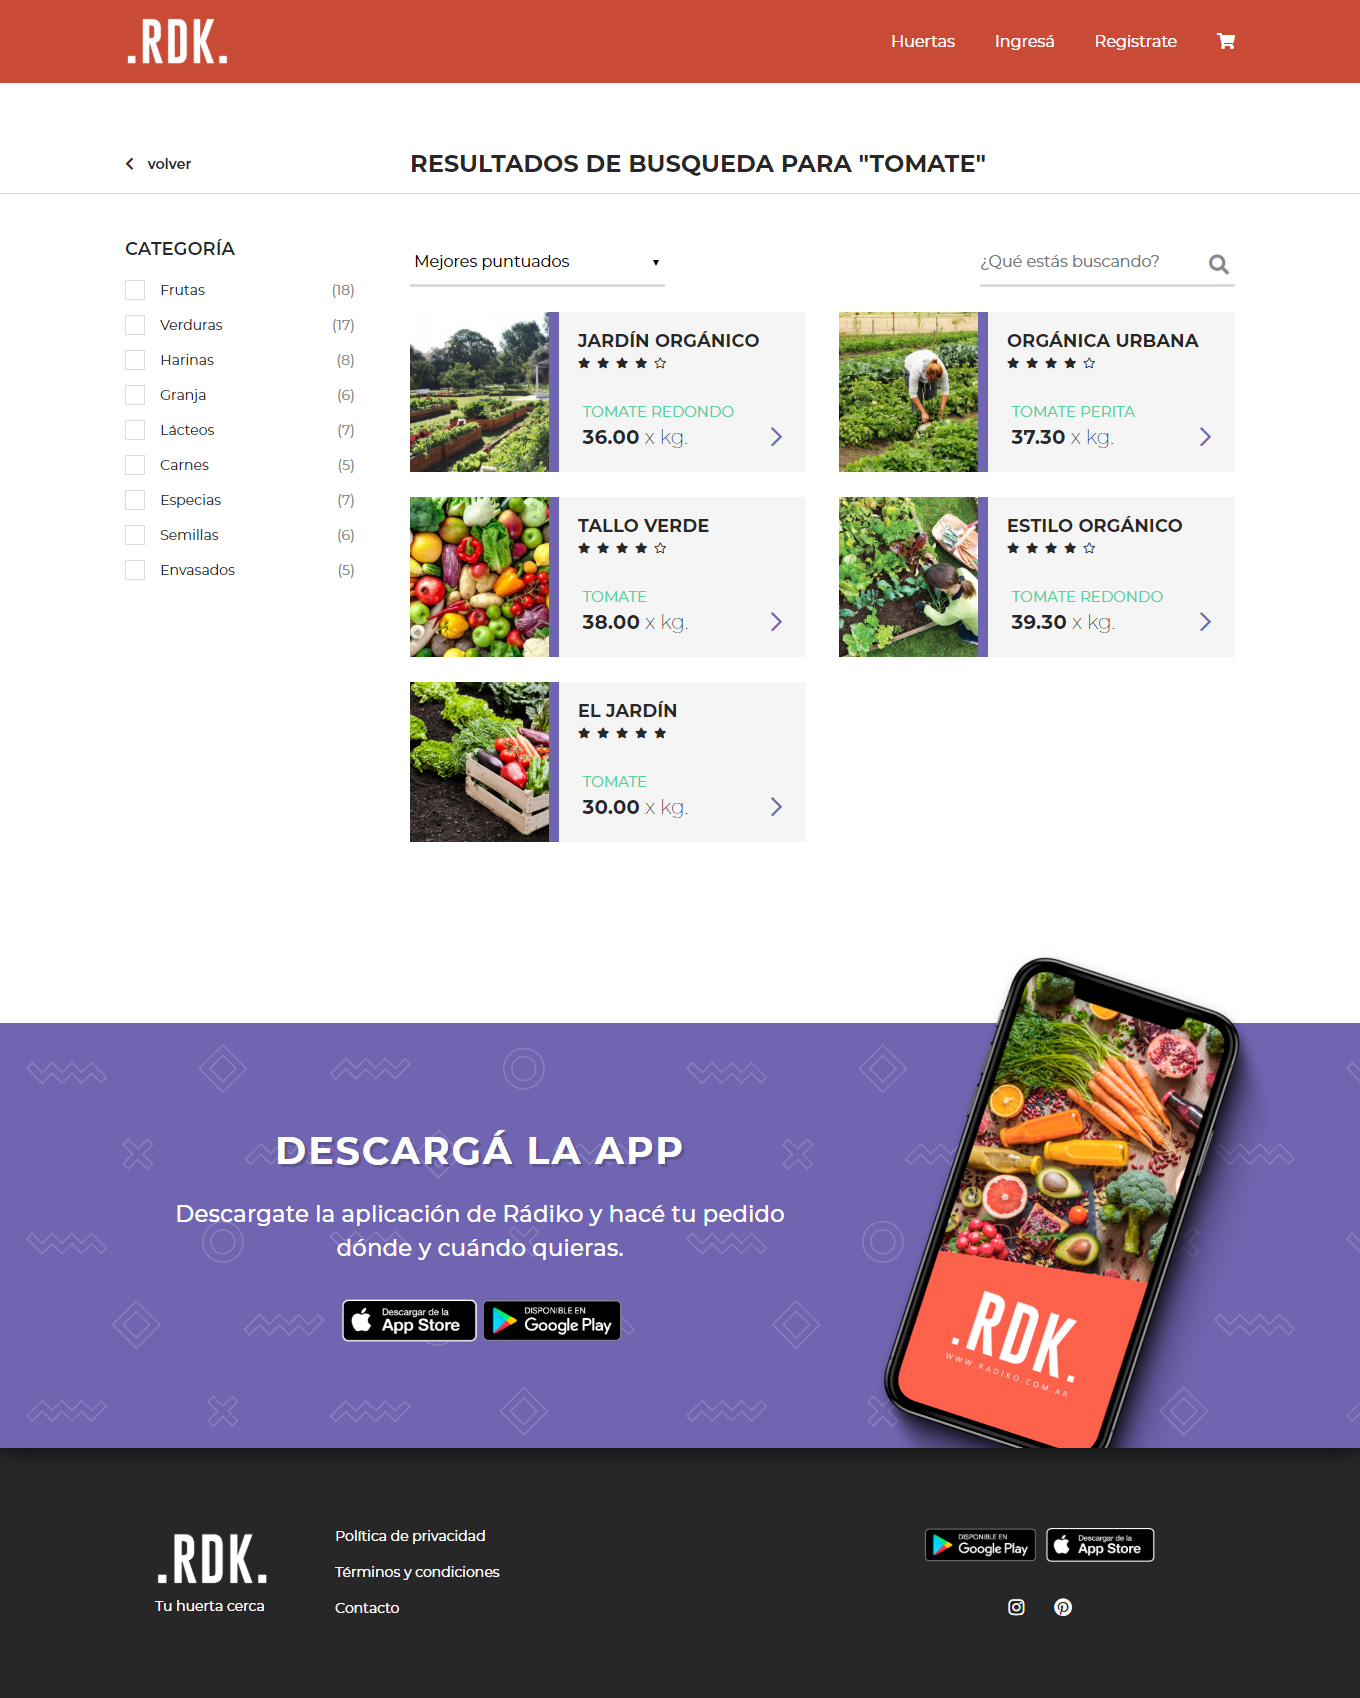 .RDK.
Huertas
Ingresá
Registrate
volver
RESULTADOS DE BUSQUEDA PARA "TOMATE"
CATEGORÍA
Frutas (18)
Verduras (17)
Harinas (8)
Granja (6)
Lácteos (7)
Carnes (5)
Especias (7)
Semillas (6)
Envasados (5)
Mejores puntuados
¿Qué estás buscando?
JARDÍN ORGÁNICO
TOMATE REDONDO
36.00 x kg.
ORGÁNICA URBANA
TOMATE PERITA
37.30 x kg.
TALLO VERDE
TOMATE
38.00 x kg.
ESTILO ORGÁNICO
TOMATE REDONDO
39.30 x kg.
EL JARDÍN
TOMATE
30.00 x kg.
DESCARGÁ LA APP
Descargate la aplicación de Rádiko y hacé tu pedido
dónde y cuándo quieras.
Descargar de la
App Store
DISPONIBLE EN
Google Play
.RDK.
WWW.RADIKO.COM.AR
.RDK.
Tu huerta cerca
Política de privacidad
Términos y condiciones
Contacto
DISPONIBLE EN
Google Play
Descargar de la
App Store